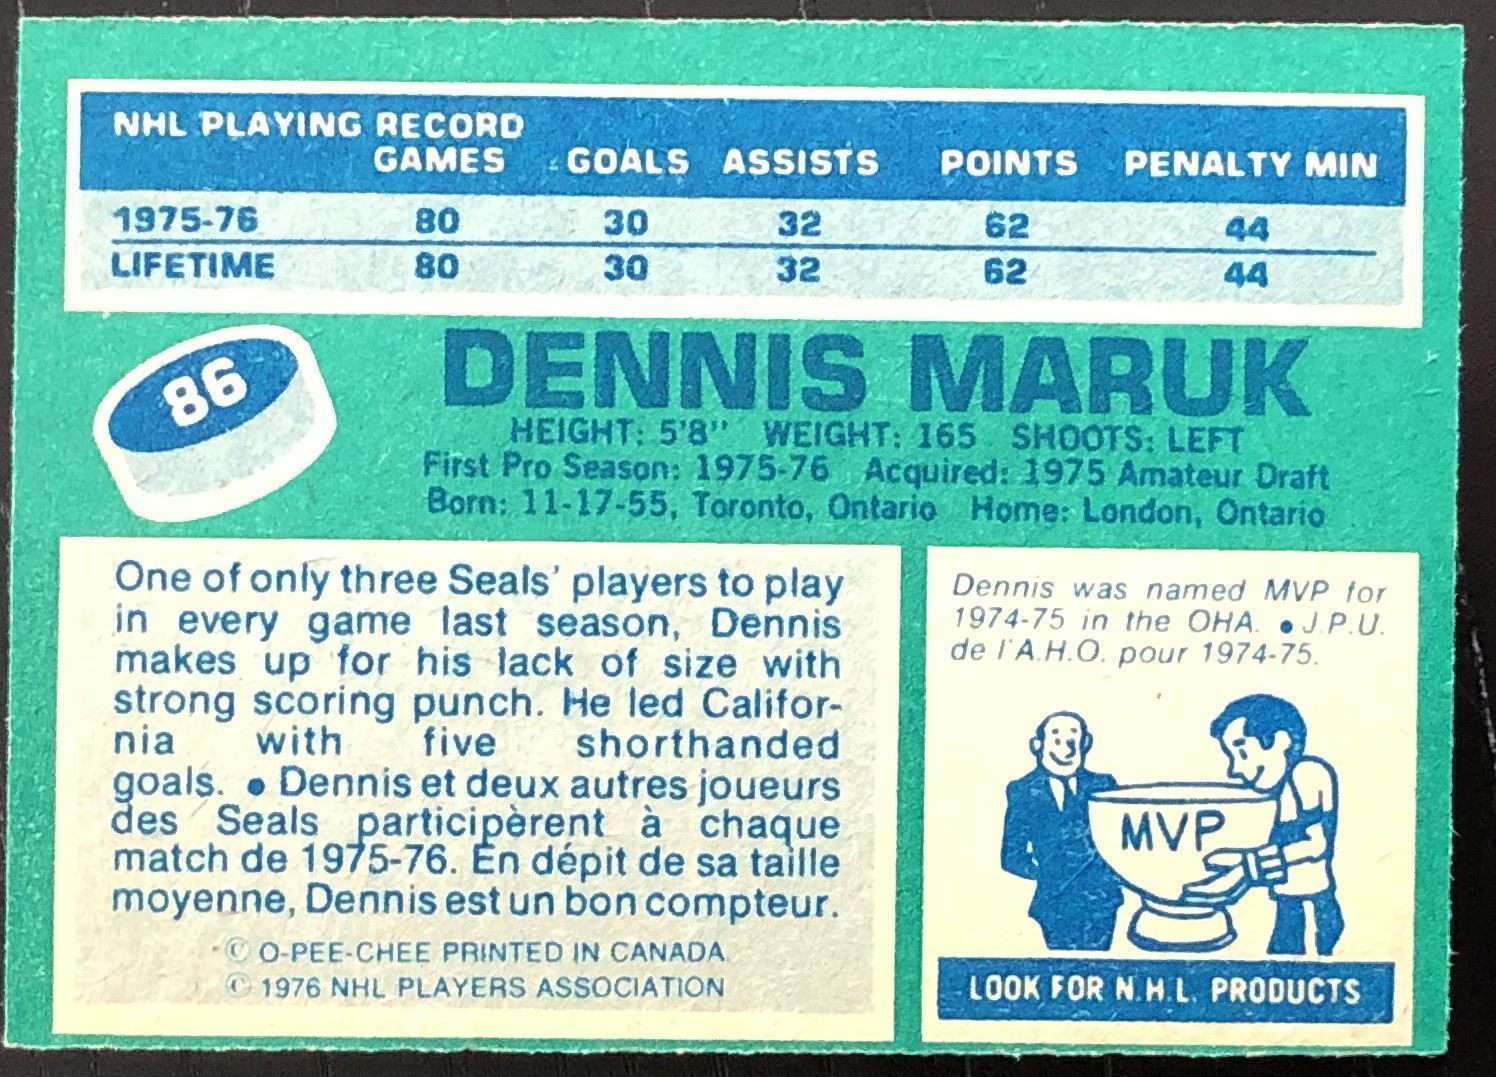 NHL PLAYING RECORD
GAMES GOALS ASSISTS POINTS PENALTY MIN
1975-76 80 30 32 62 44
LIFETIME 80 30 32 62 44
86
DENNIS MARUK
HEIGHT: 5'8" WEIGHT: 165 SHOOTS: LEFT
First Pro Season: 1975-76 Acquired: 1975 Amateur Draft
Born: 11-17-55, Toronto, Ontario Home: London, Ontario
One of only three Seals' players to play
in every game last season, Dennis
makes up for his lack of size with
strong scoring punch. He led Califor-
nia with five shorthanded
goals. • Dennis et deux autres joueurs
des Seals participèrent à chaque
match de 1975-76. En dépit de sa taille
moyenne, Dennis est un bon compteur.
© O-PEE-CHEE PRINTED IN CANADA.
© 1976 NHL PLAYERS ASSOCIATION
Dennis was named MVP for
1974-75 in the OHA. • J.P.U.
de l'A.H.O. pour 1974-75.
MVP
LOOK FOR N.H.L. PRODUCTS